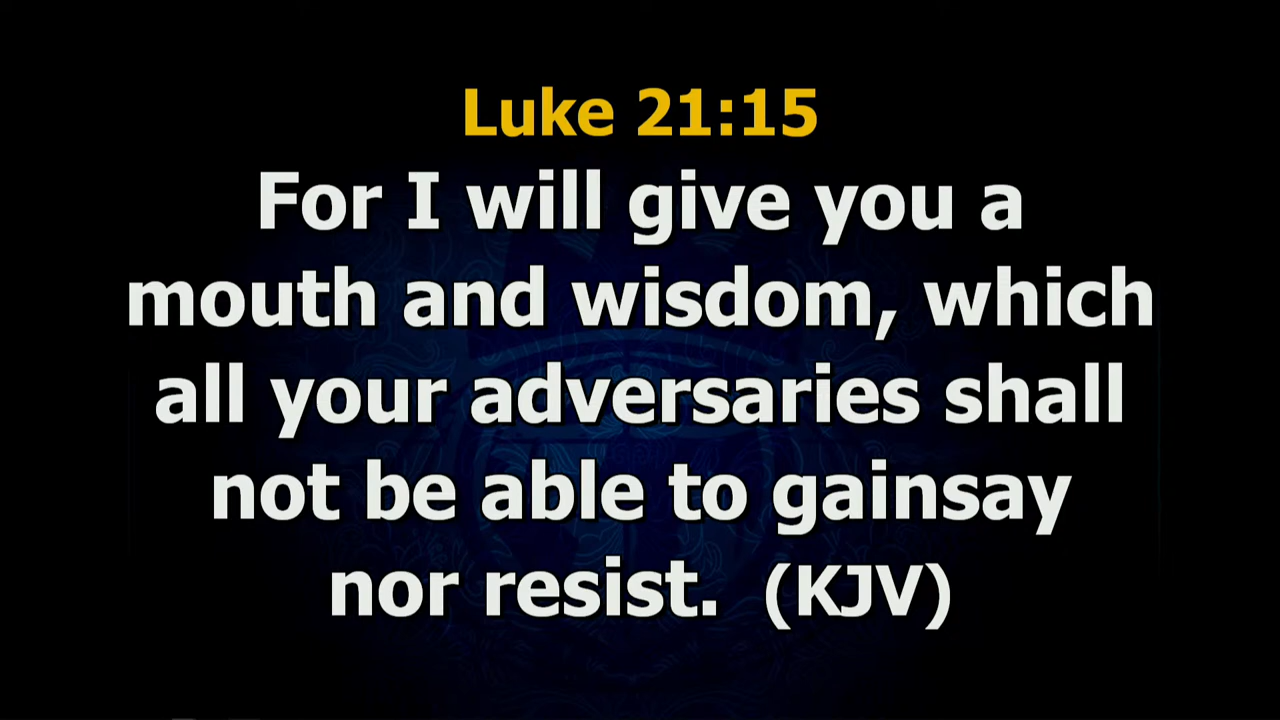 Luke 21:15
For I will give you a
mouth and wisdom, which
all your adversaries shall
not be able to gainsay
nor resist. (KJV)